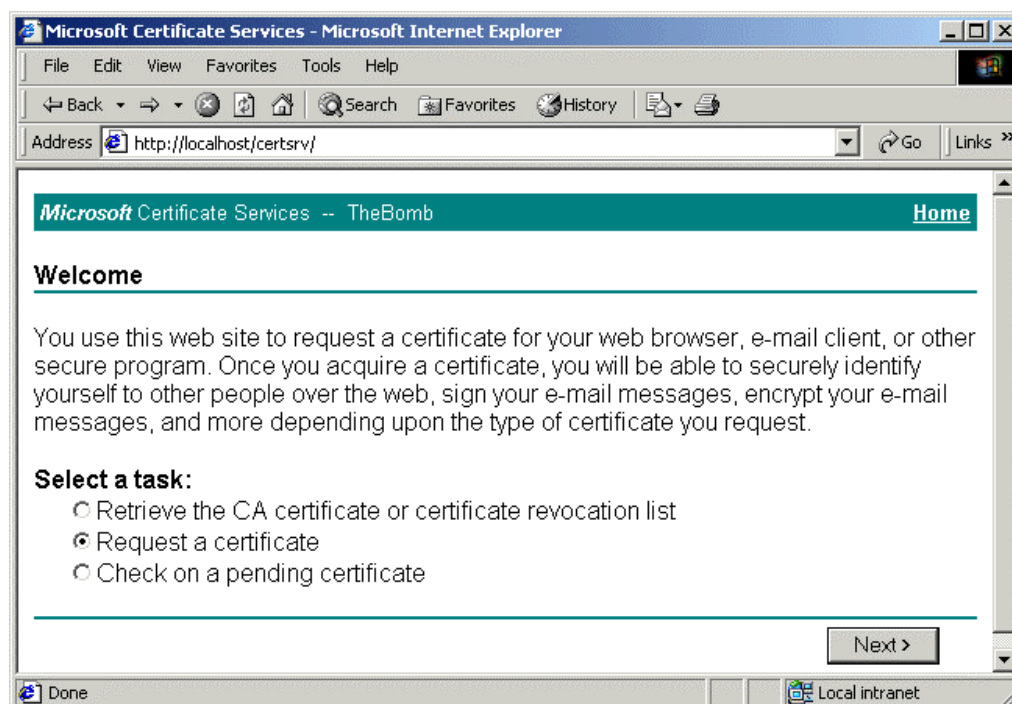 Microsoft Certificate Services - Microsoft Internet Explorer
File Edit View Favorites Tools Help
Back Search Favorites History
Address http://localhost/certsrv/ Go Links »
Microsoft Certificate Services -- TheBomb Home
Welcome
You use this web site to request a certificate for your web browser, e-mail client, or other
secure program. Once you acquire a certificate, you will be able to securely identify
yourself to other people over the web, sign your e-mail messages, encrypt your e-mail
messages, and more depending upon the type of certificate you request.
Select a task:
Retrieve the CA certificate or certificate revocation list
Request a certificate
Check on a pending certificate
Next >
Done Local intranet